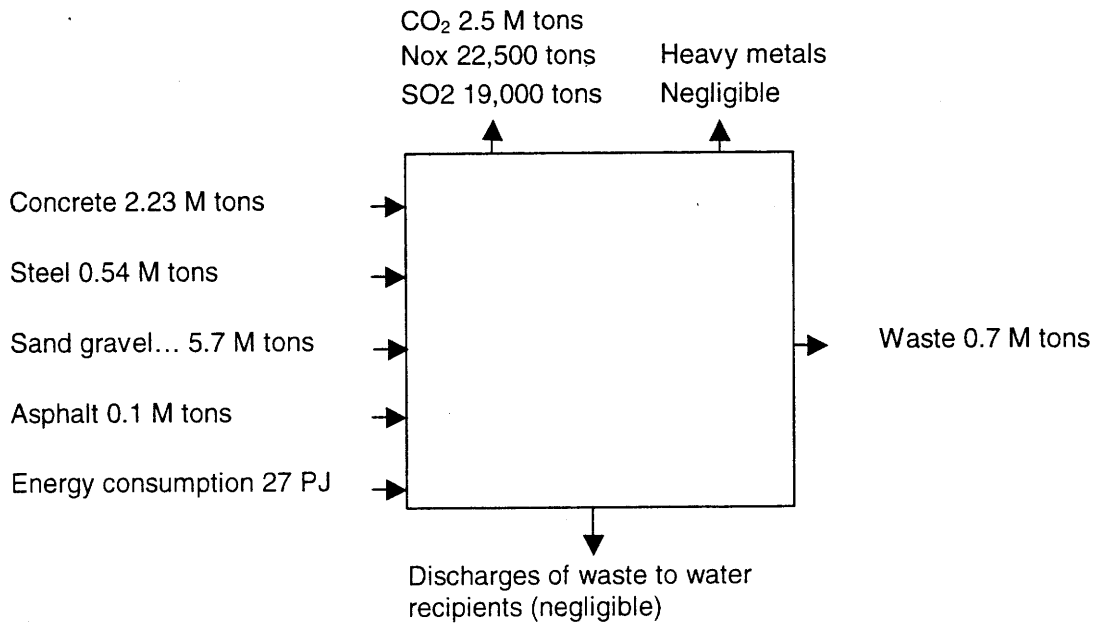 CO₂ 2.5 M tons
Nox 22,500 tons
SO2 19,000 tons
Heavy metals
Negligible
Concrete 2.23 M tons
Steel 0.54 M tons
Sand gravel... 5.7 M tons
Asphalt 0.1 M tons
Energy consumption 27 PJ
Waste 0.7 M tons
Discharges of waste to water
recipients (negligible)